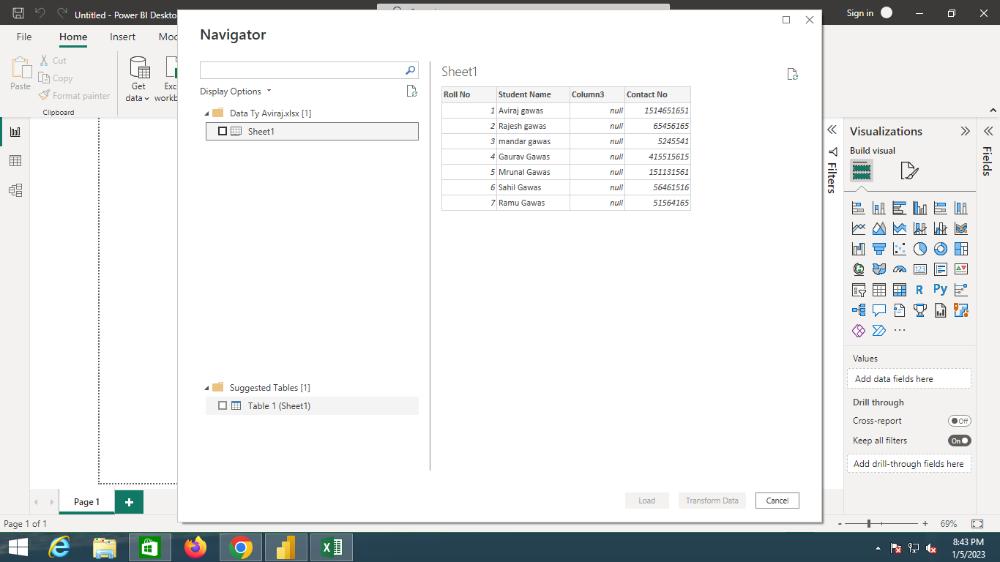 Untitled - Power BI Deskto
Sign in
File
Home
Insert
Mod
Paste
Cut
Copy
Format painter
Clipboard
Get
data
Exc
workb
Navigator
Display Options
Data Ty Aviraj.xlsx [1]
Sheet1
Suggested Tables [1]
Table 1 (Sheet1)
Sheet1
Roll No Student Name Column3 Contact No
1 Aviraj gawas null 1514651651
2 Rajesh gawas null 65456165
3 mandar gawas null 5245541
4 Gaurav Gawas null 415515615
5 Mrunal Gawas null 151131561
6 Sahil Gawas null 56461516
7 Ramu Gawas null 51564165
Load
Transform Data
Cancel
Filters
Visualizations
Build visual
123
R
Py
Values
Add data fields here
Drill through
Cross-report
Off
Keep all filters
On
Add drill-through fields here
Fields
Page 1
Page 1 of 1
- + 69%
8:43 PM
1/5/2023